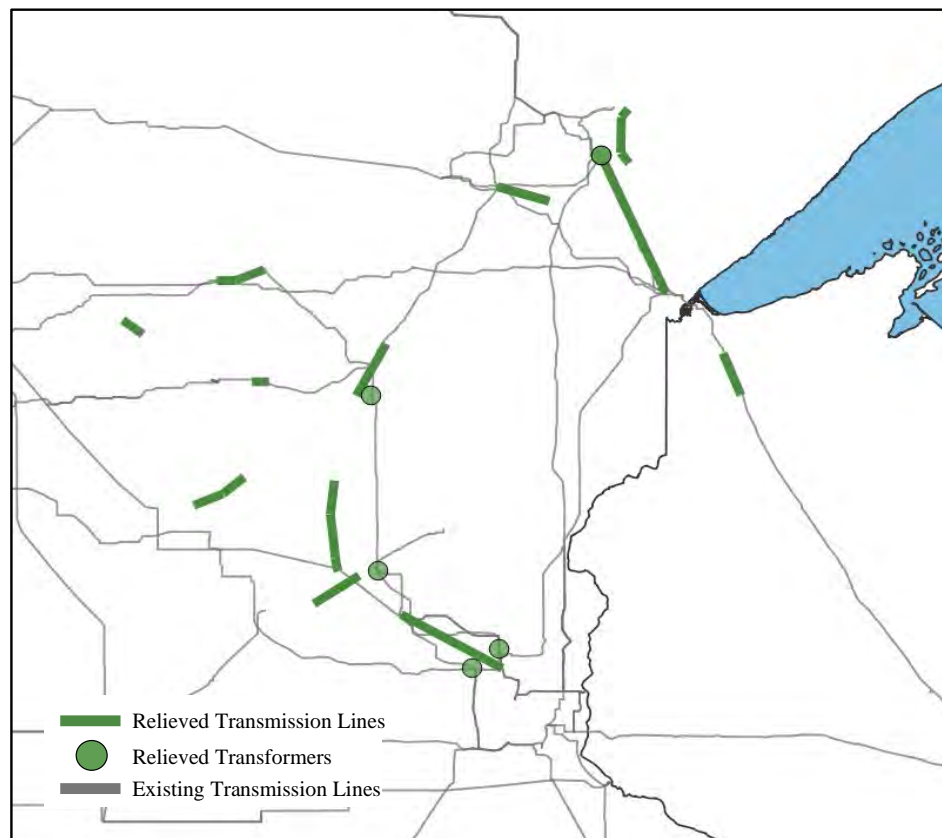 Relieved Transmission Lines
Relieved Transformers
Existing Transmission Lines